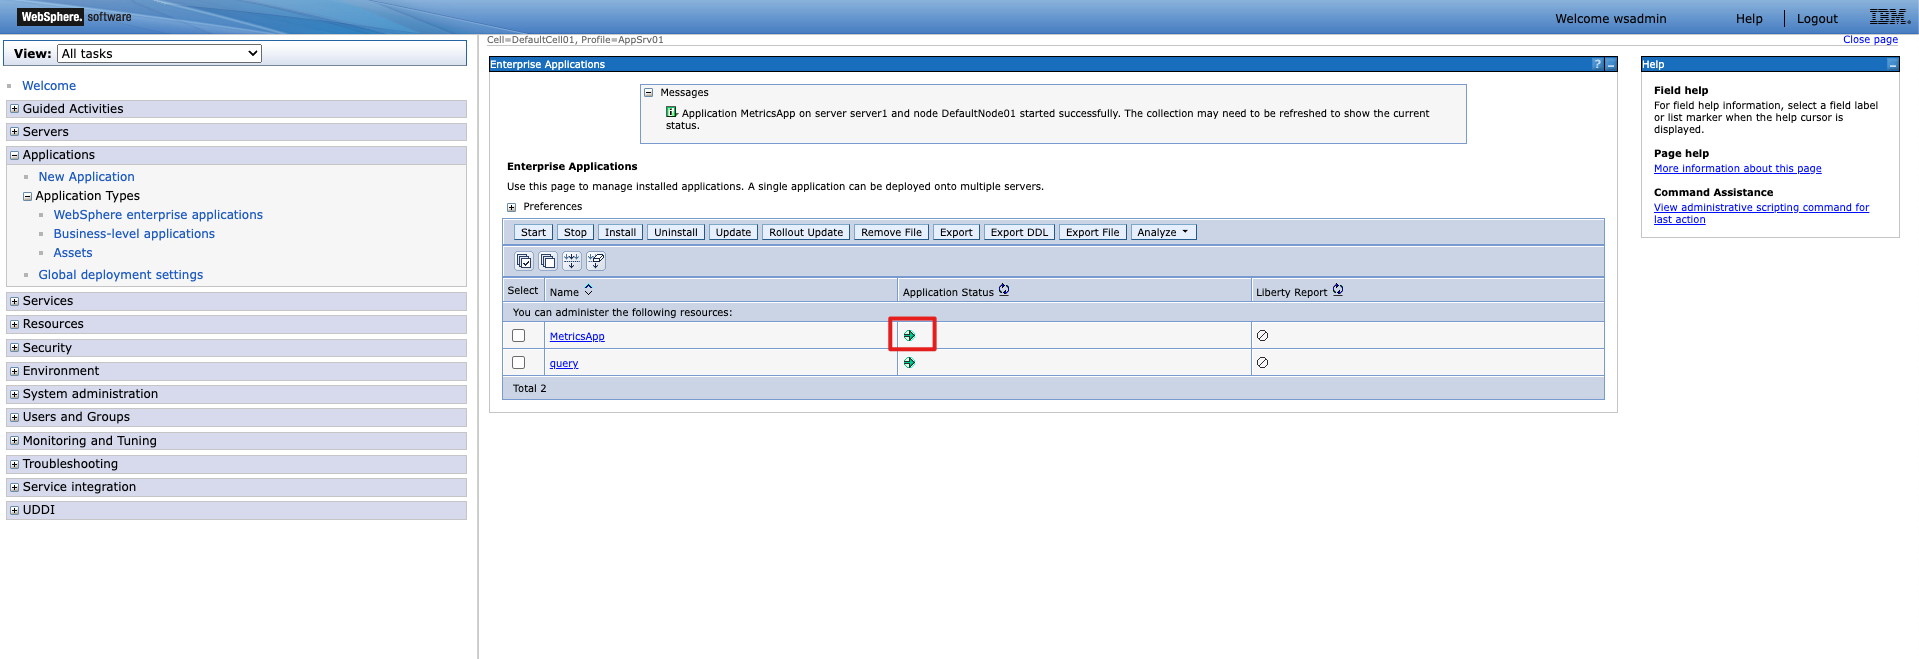 WebSphere. software
Welcome wsadmin
Help
Logout
IBM.
View: All tasks
Cell=DefaultCell01, Profile=AppSrv01
Close page
Welcome
Guided Activities
Servers
Applications
New Application
Application Types
WebSphere enterprise applications
Business-level applications
Assets
Global deployment settings
Services
Resources
Security
Environment
System administration
Users and Groups
Monitoring and Tuning
Troubleshooting
Service integration
UDDI
Enterprise Applications
Messages
Application MetricsApp on server server1 and node DefaultNode01 started successfully. The collection may need to be refreshed to show the current
status.
Enterprise Applications
Use this page to manage installed applications. A single application can be deployed onto multiple servers.
Preferences
Start Stop Install Uninstall Update Rollout Update Remove File Export Export DDL Export File Analyze
Select Name Application Status Liberty Report
You can administer the following resources:
MetricsApp
query
Total 2
Help
Field help
For field help information, select a field label
or list marker when the help cursor is
displayed.
Page help
More information about this page
Command Assistance
View administrative scripting command for
last action